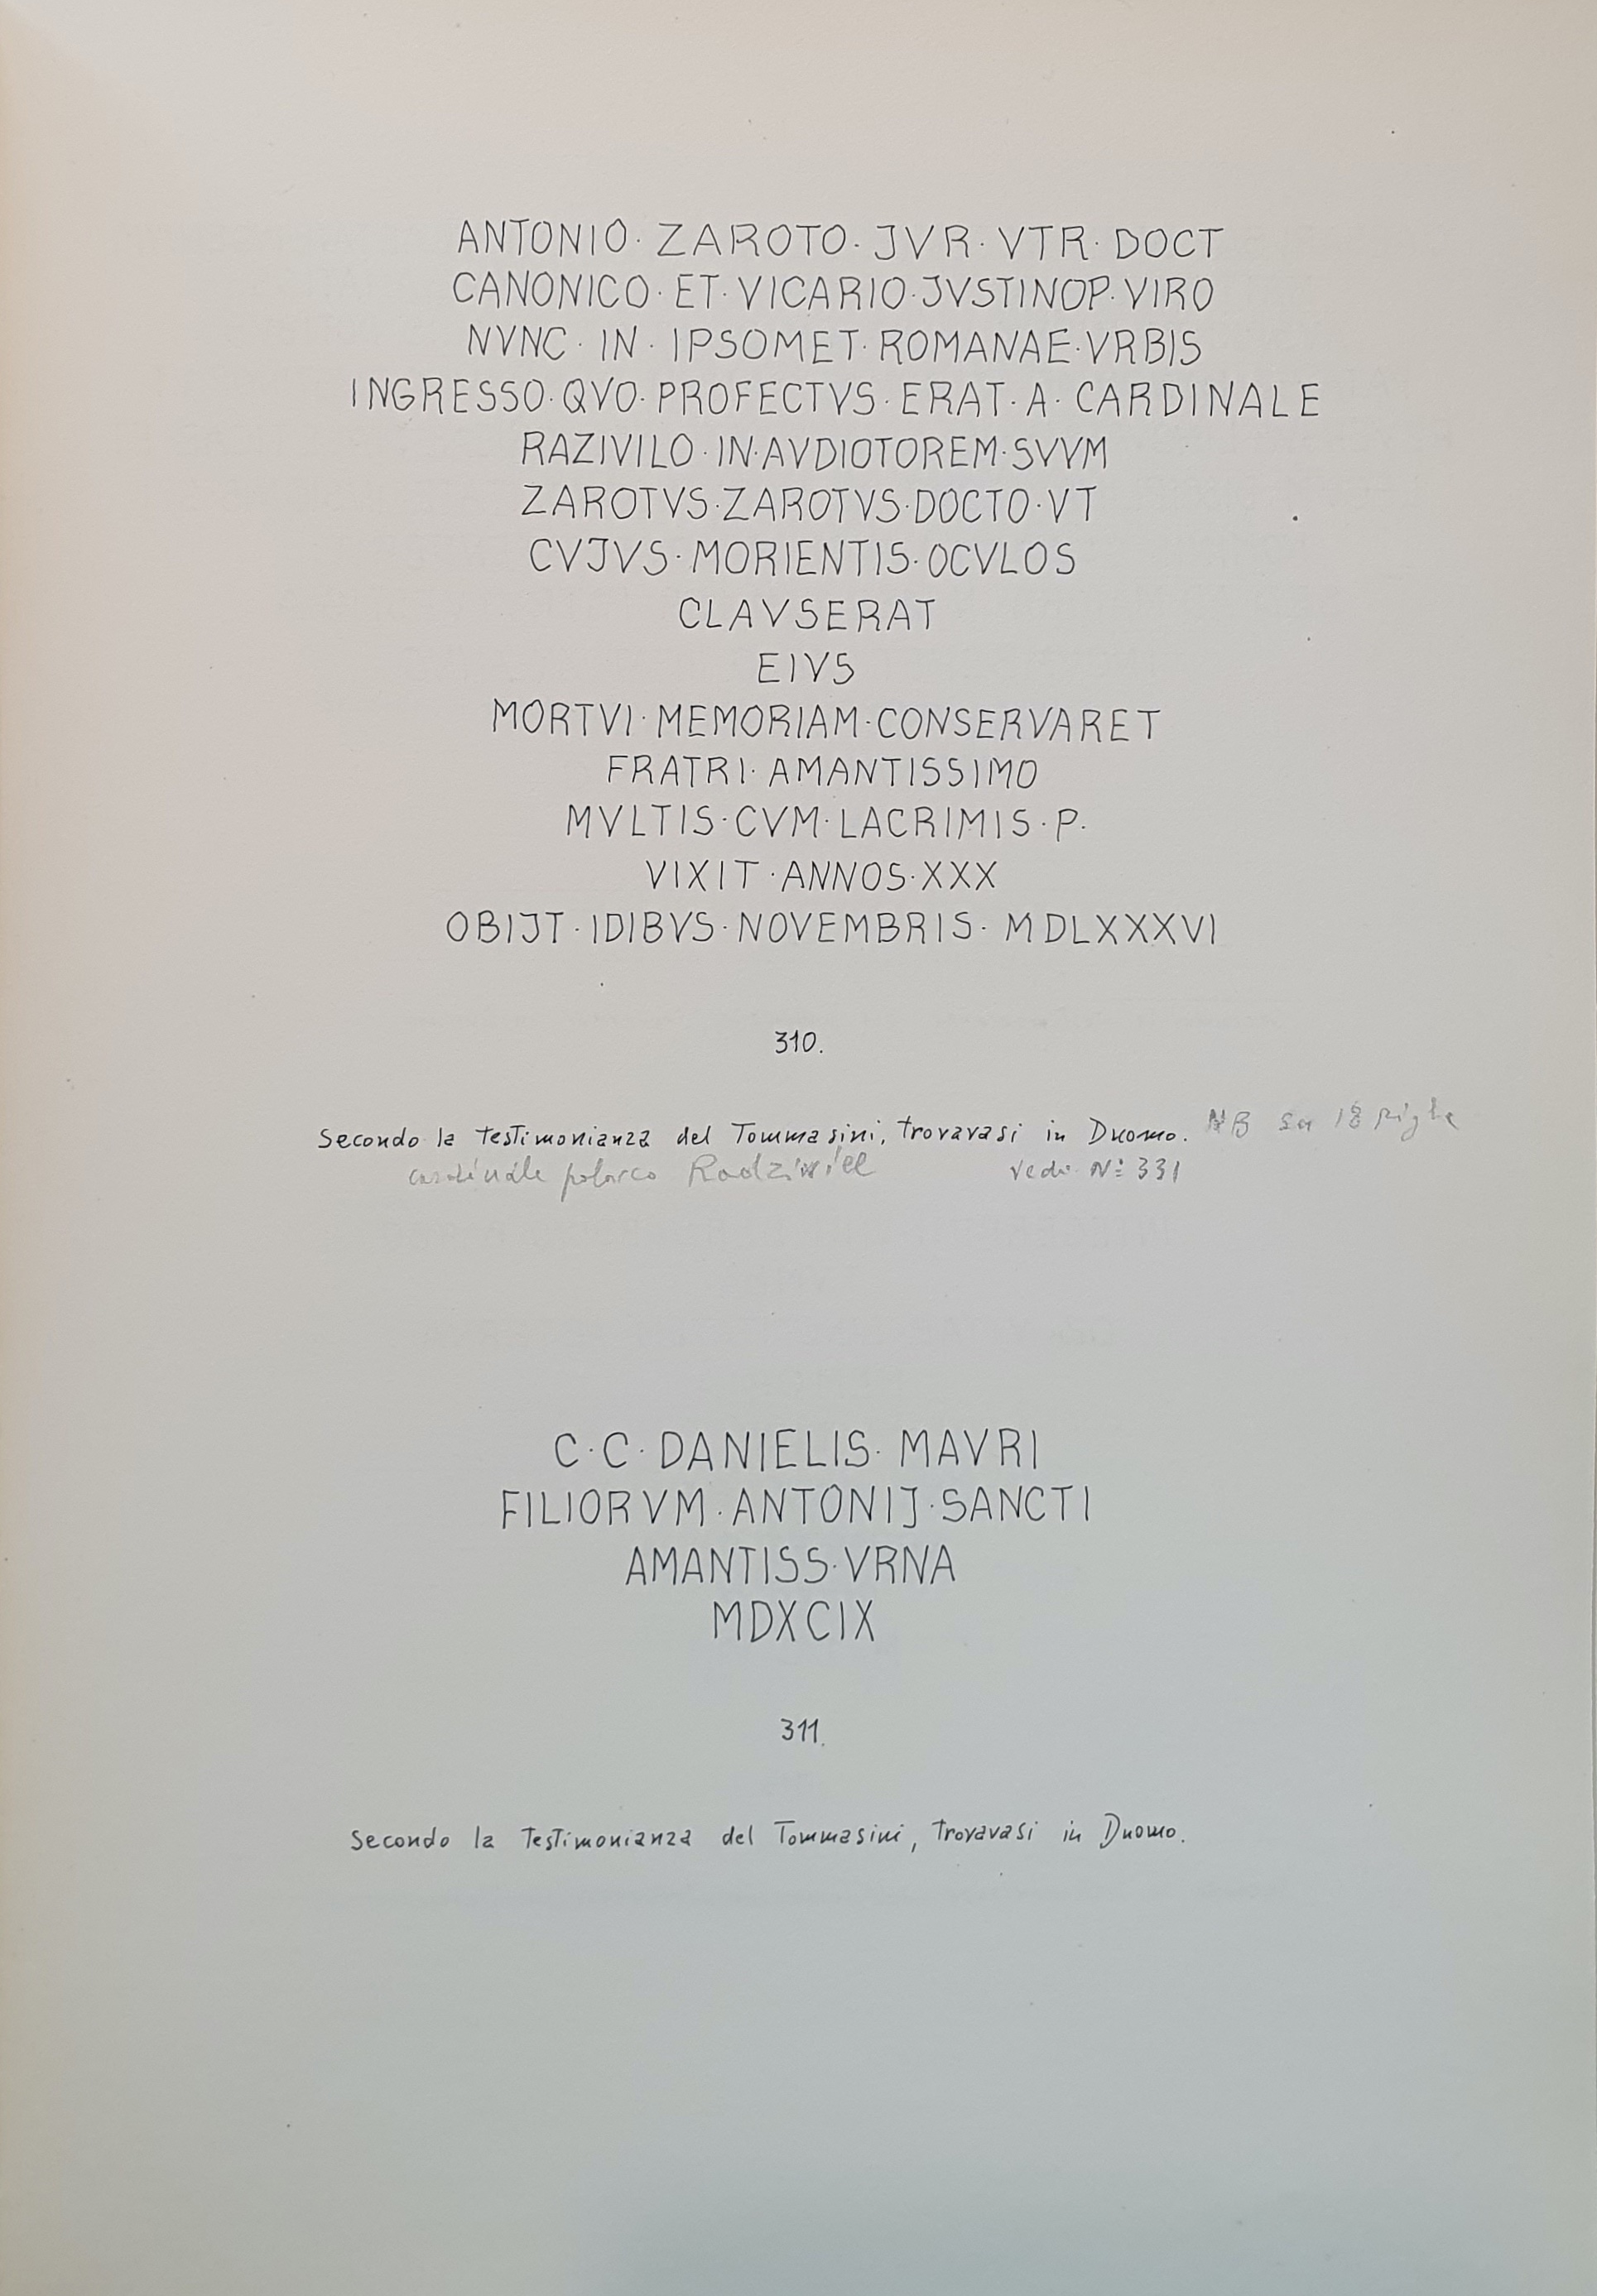 ANTONIO· ZAROTO· JVR· VTR· DOCT
CANONICO· ET· VICARIO·JVSTINOP·VIRO
NVNC· IN· IPSOMET·ROMANAE·VRBIS
INGRESSO·QVO·PROFECTVS·ERAT·A·CARDINALE
RAZIVILO·IN·AVDIOTOREM·SVVM
ZAROTVS·ZAROTVS·DOCTO·VT
CVJVS·MORIENTIS·OCVLOS
CLAVSERAT
EIVS
MORTVI·MEMORIAM·CONSERVARET
FRATRI·AMANTISSIMO
MVLTIS·CVM·LACRIMIS·P.
VIXIT·ANNOS·XXX
OBIJT·IDIBVS·NOVEMBRIS·MDLXXXVI
310.
Secondo la testimonianza del Tommasini, trovavasi in Duomo. NB su 18 righe
cardinale polacco Radziwill vedi Nº 331
C·C·DANIELIS·MAVRI
FILIORVM·ANTONIJ·SANCTI
AMANTISS·VRNA
MDXCIX
311.
Secondo la testimonianza del Tommasini, trovavasi in Duomo.